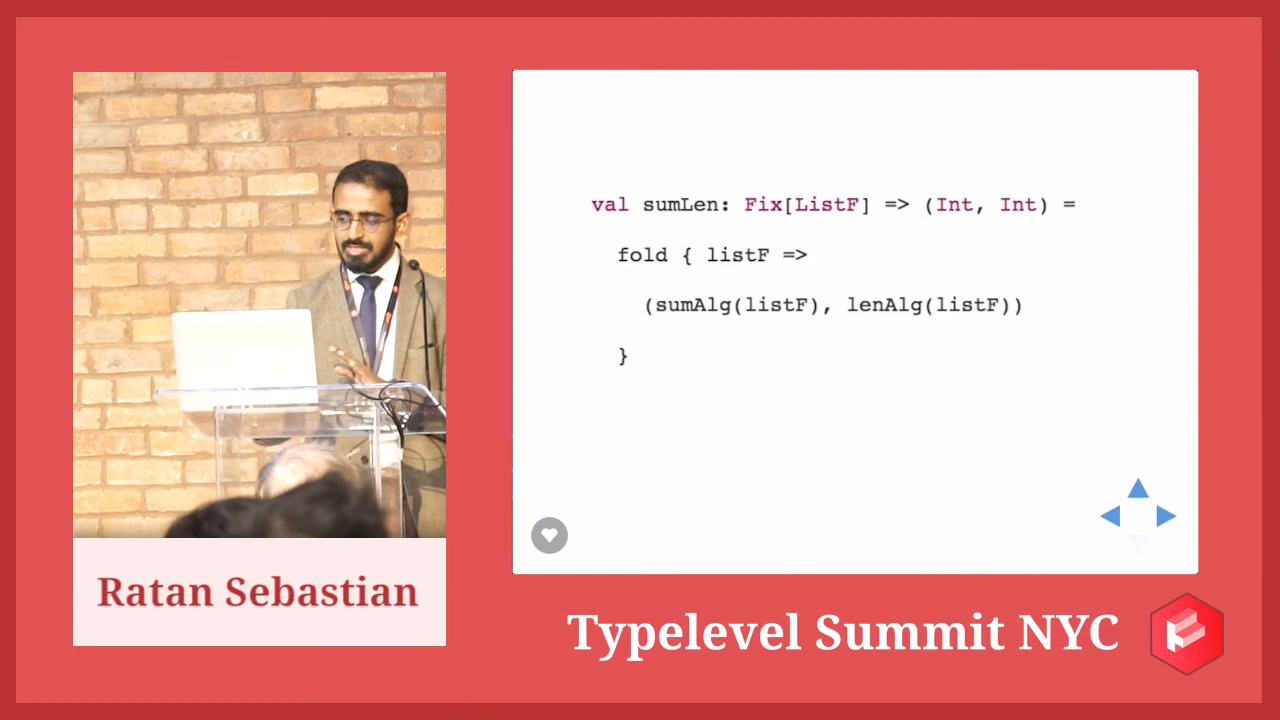 val sumLen: Fix[ListF] => (Int, Int) =
fold { listF =>
(sumAlg(listF), lenAlg(listF))
}
Ratan Sebastian
Typelevel Summit NYC